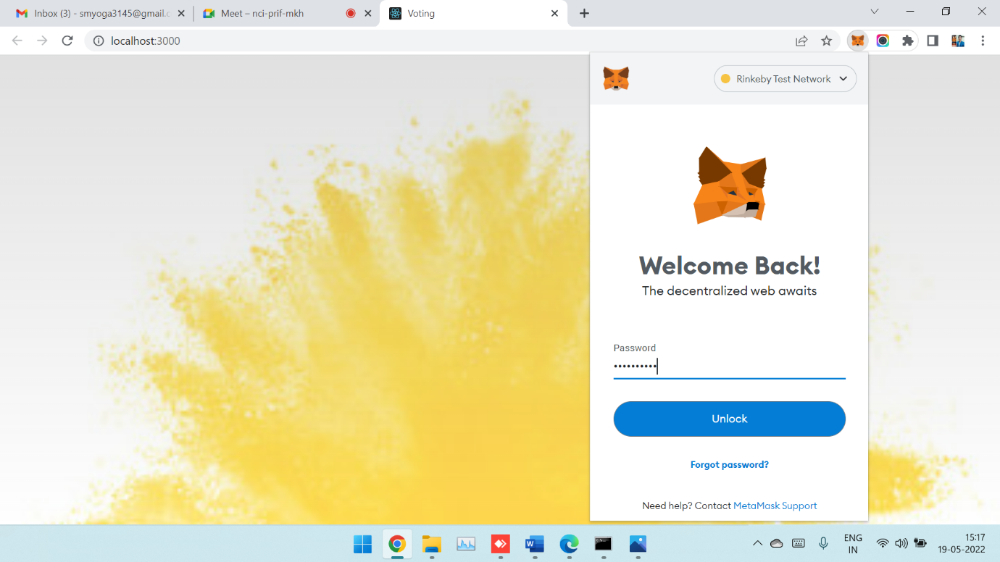 Inbox (3) - smyoga3145@gmail.c
Meet – nci-prif-mkh
Voting
localhost:3000
Rinkeby Test Network
Welcome Back!
The decentralized web awaits
Password
••••••••••
Unlock
Forgot password?
Need help? Contact MetaMask Support
ENG
IN
15:17
19-05-2022